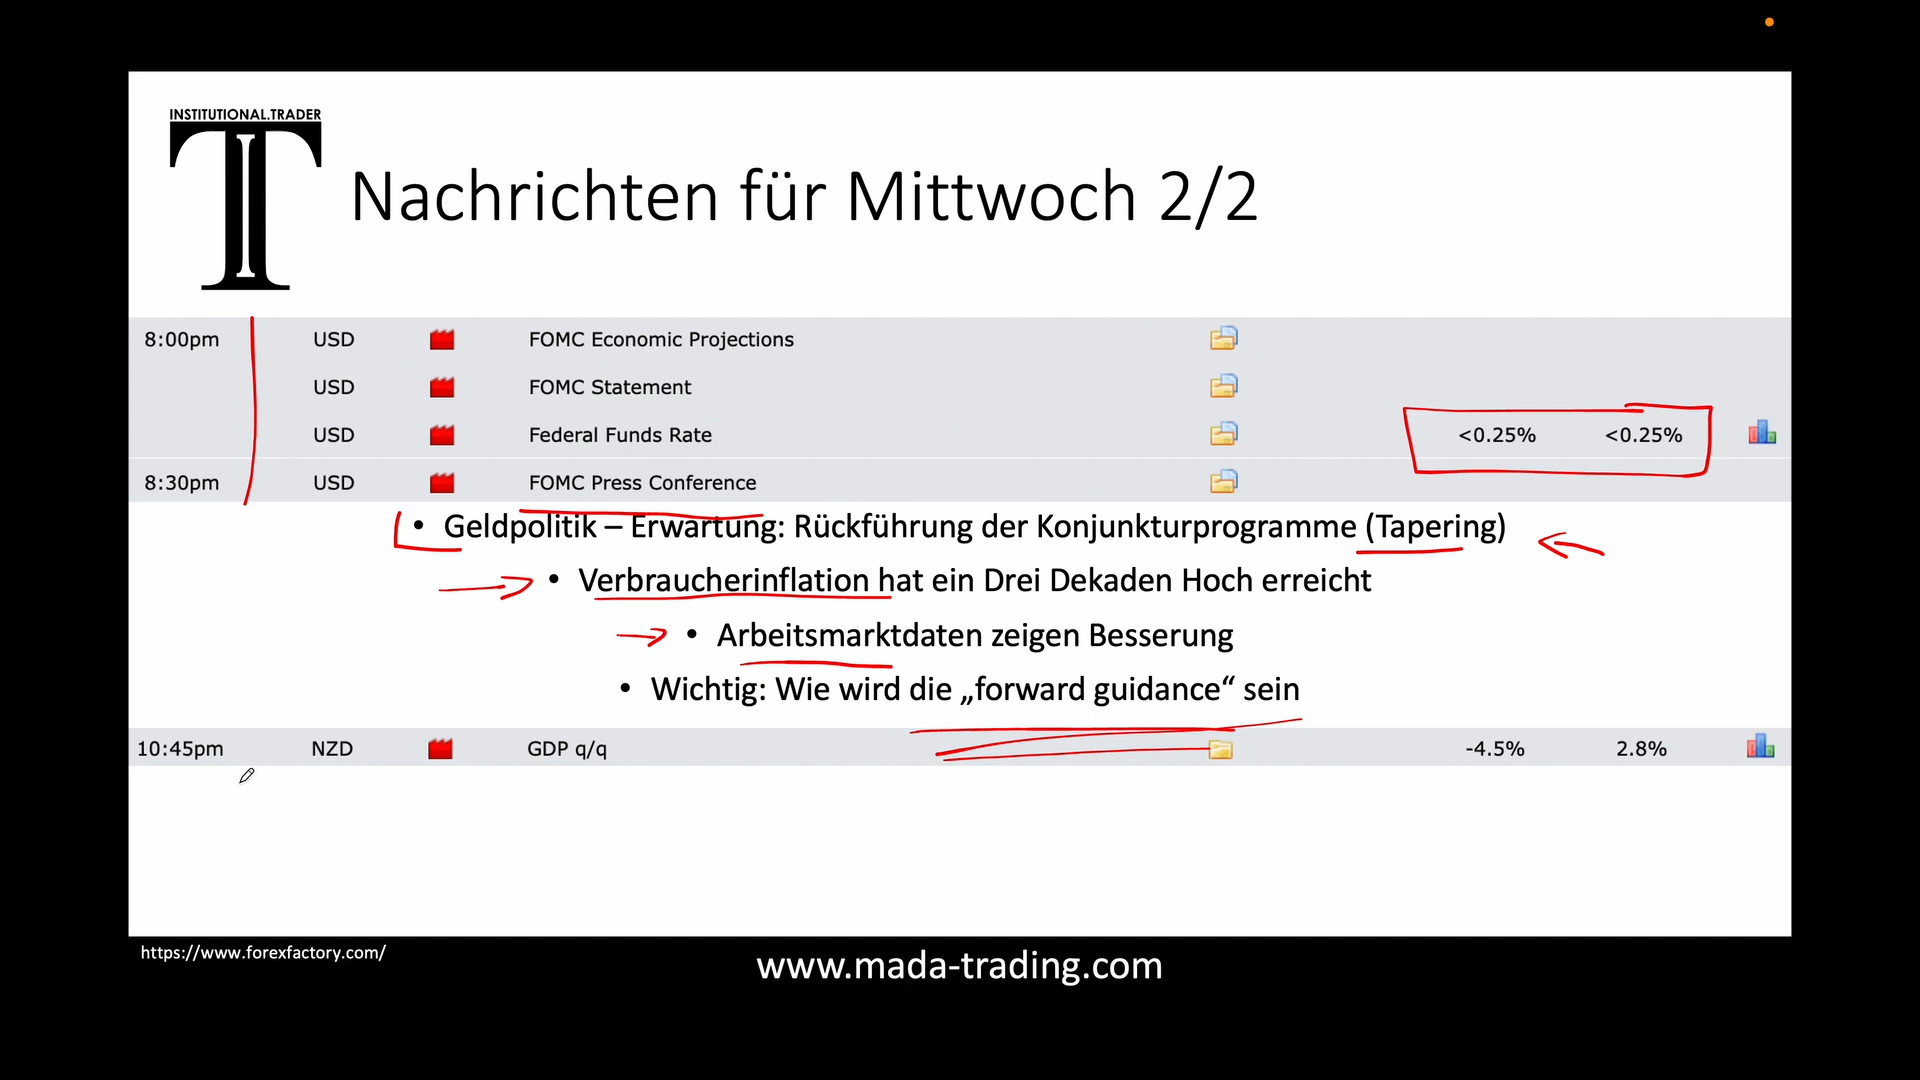 INSTITUTIONAL.TRADER
Nachrichten für Mittwoch 2/2
8:00pm USD FOMC Economic Projections
USD FOMC Statement
USD Federal Funds Rate <0.25% <0.25%
8:30pm USD FOMC Press Conference
• Geldpolitik – Erwartung: Rückführung der Konjunkturprogramme (Tapering)
• Verbraucherinflation hat ein Drei Dekaden Hoch erreicht
• Arbeitsmarktdaten zeigen Besserung
• Wichtig: Wie wird die „forward guidance“ sein
10:45pm NZD GDP q/q -4.5% 2.8%
https://www.forexfactory.com/
www.mada-trading.com